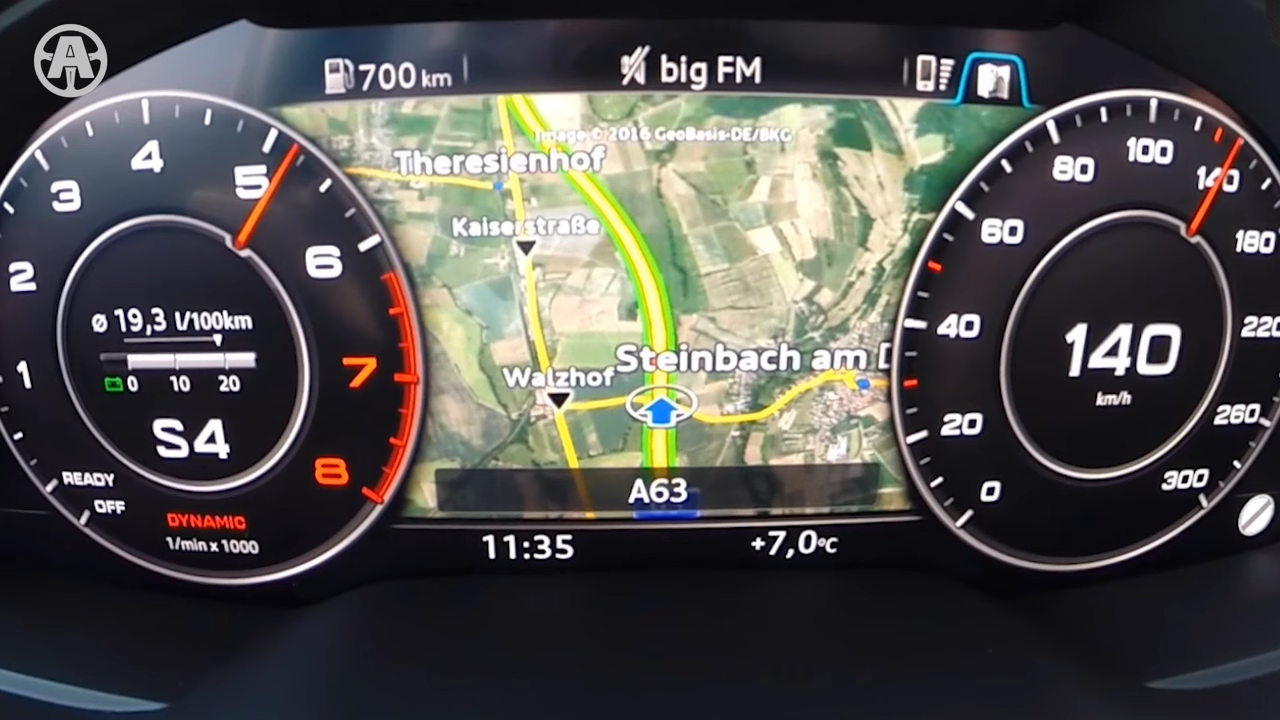 A
700 km
big FM
Image © 2016 GeoBasis-DE/BKG
Theresienhof
Kaiserstraße
Steinbach am D
Walzhof
A63
11:35
+7,0°C
1
2
3
4
5
6
7
8
ø 19,3 l/100km
0 10 20
S4
READY
OFF
DYNAMIC
1/min x 1000
0
20
40
60
80
100
140
180
220
260
300
140
km/h